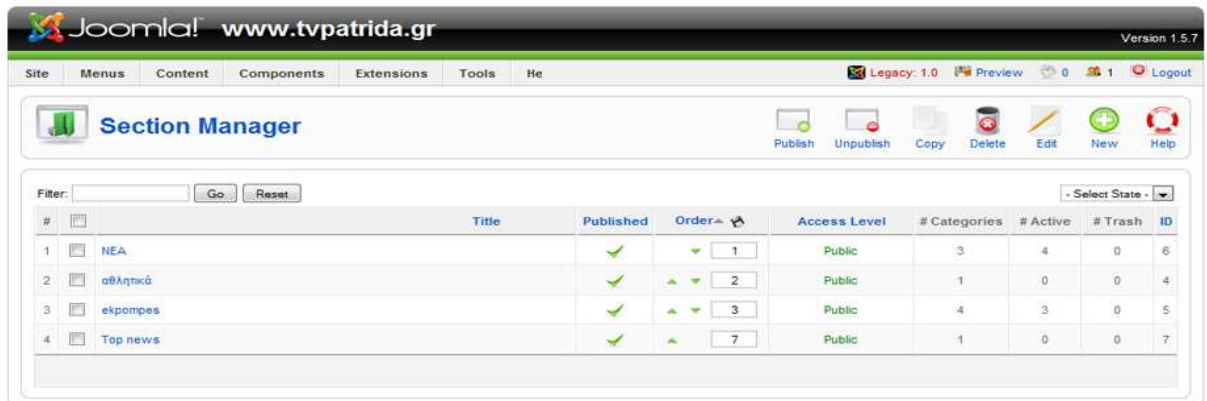 Joomla! www.tvpatrida.gr
Version 1.5.7
Site Menus Content Components Extensions Tools He Legacy: 1.0 Preview 0 1 Logout
Section Manager
Publish Unpublish Copy Delete Edit New Help
Filter: Go Reset - Select State -
# Title Published Order Access Level # Categories # Active # Trash ID
1 NEA 1 Public 3 4 0 6
2 αθλητικά 2 Public 1 0 0 4
3 ekpompes 3 Public 4 3 0 5
4 Top news 7 Public 1 0 0 7